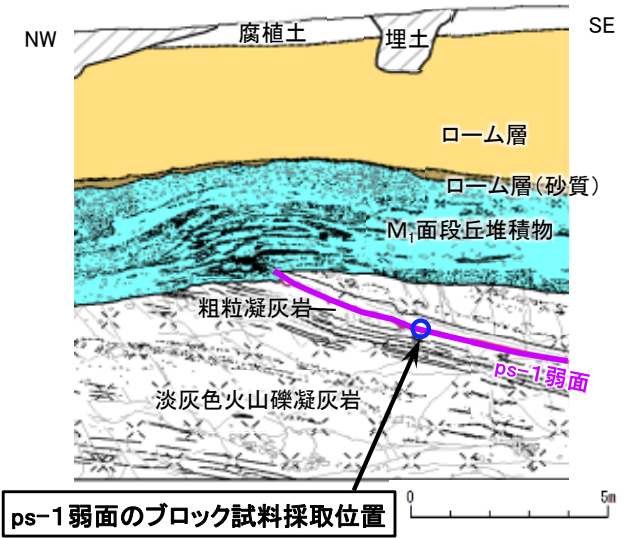 NW
SE
腐植土
埋土
ローム層
ローム層(砂質)
M₁面段丘堆積物
粗粒凝灰岩
ps-1弱面
淡灰色火山礫凝灰岩
ps-1弱面のブロック試料採取位置
0 5m